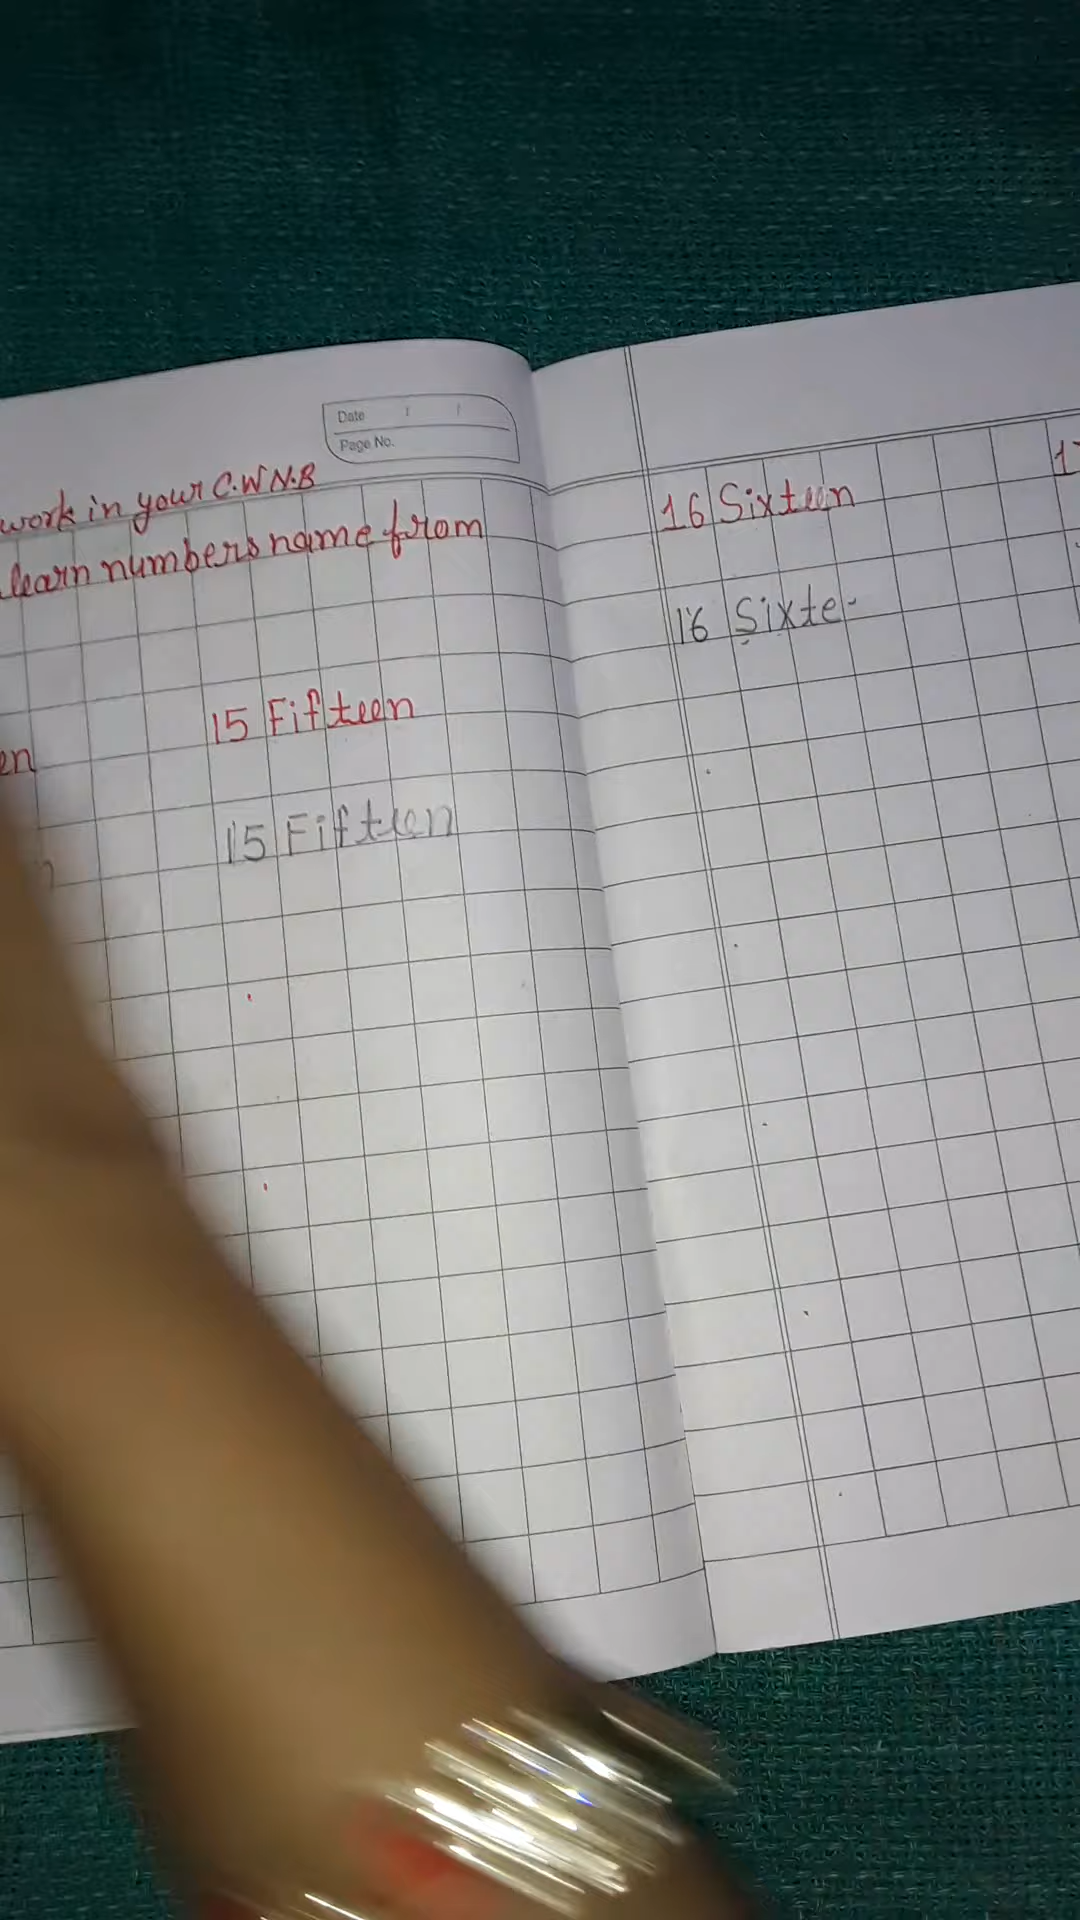 Date / /
Page No.
work in your C.W N.B
learn numbers name from
15 Fifteen
en
15 Fifteen
16 Sixteen
16 Sixte